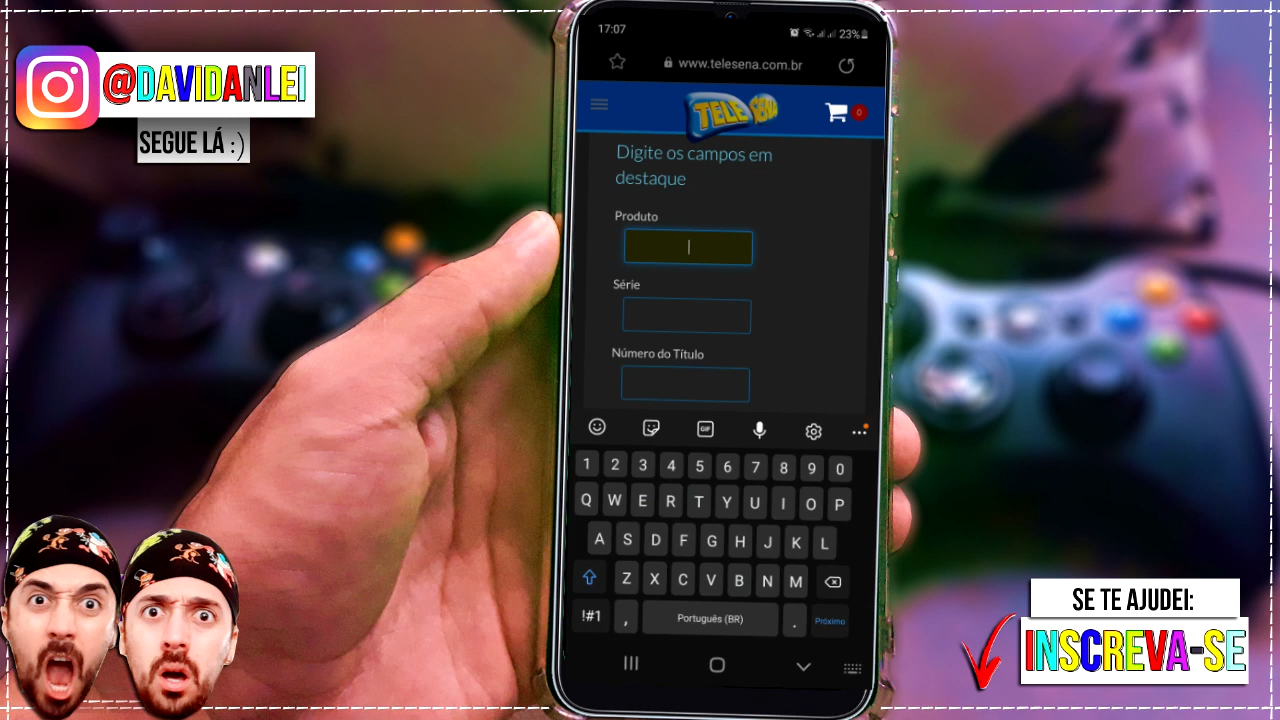 @DAVIDANLEI
SEGUE LÁ :)
17:07
23%
www.telesena.com.br
TELE SENA
0
Digite os campos em
destaque
Produto
Série
Número do Título
GIF
1 2 3 4 5 6 7 8 9 0
Q W E R T Y U I O P
A S D F G H J K L
Z X C V B N M
!#1 , Português (BR) . Próximo
SE TE AJUDEI:
INSCREVA-SE